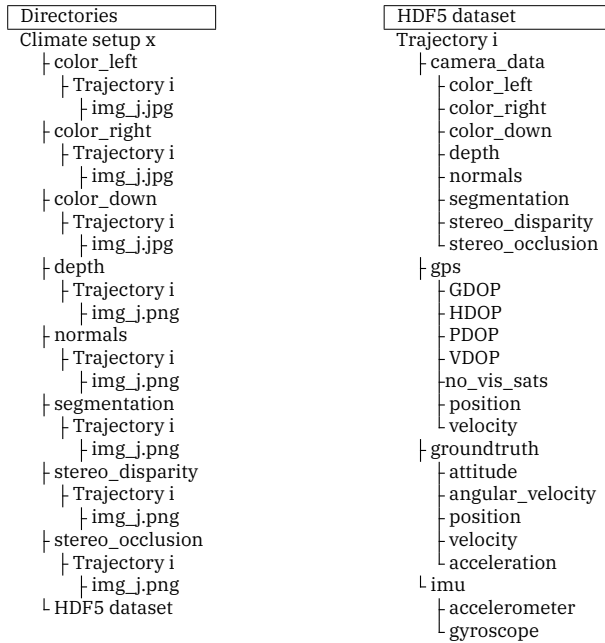 Directories
Climate setup x
├ color_left
├ Trajectory i
├ img_j.jpg
├ color_right
├ Trajectory i
├ img_j.jpg
├ color_down
├ Trajectory i
├ img_j.jpg
├ depth
├ Trajectory i
├ img_j.png
├ normals
├ Trajectory i
├ img_j.png
├ segmentation
├ Trajectory i
├ img_j.png
├ stereo_disparity
├ Trajectory i
├ img_j.png
├ stereo_occlusion
├ Trajectory i
├ img_j.png
└ HDF5 dataset
HDF5 dataset
Trajectory i
├ camera_data
├ color_left
├ color_right
├ color_down
├ depth
├ normals
├ segmentation
├ stereo_disparity
└ stereo_occlusion
├ gps
├ GDOP
├ HDOP
├ PDOP
├ VDOP
├no_vis_sats
├ position
└ velocity
├ groundtruth
├ attitude
├ angular_velocity
├ position
├ velocity
└ acceleration
└ imu
├ accelerometer
└ gyroscope